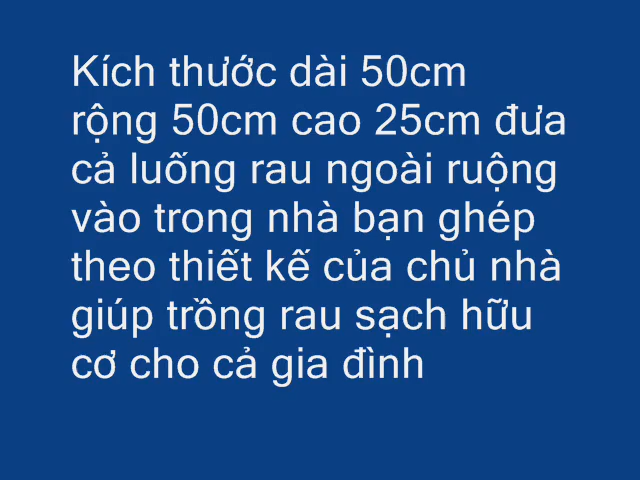 Kích thước dài 50cm
rộng 50cm cao 25cm đưa
cả luống rau ngoài ruộng
vào trong nhà bạn ghép
theo thiết kế của chủ nhà
giúp trồng rau sạch hữu
cơ cho cả gia đình